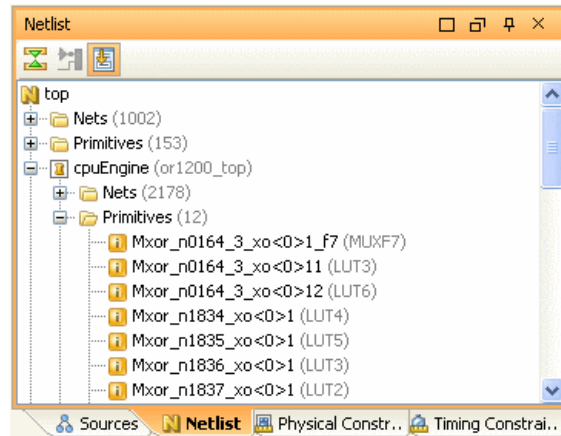 Netlist
top
Nets (1002)
Primitives (153)
cpuEngine (or1200_top)
Nets (2178)
Primitives (12)
Mxor_n0164_3_xo<0>1_f7 (MUXF7)
Mxor_n0164_3_xo<0>11 (LUT3)
Mxor_n0164_3_xo<0>12 (LUT6)
Mxor_n1834_xo<0>1 (LUT4)
Mxor_n1835_xo<0>1 (LUT5)
Mxor_n1836_xo<0>1 (LUT3)
Mxor_n1837_xo<0>1 (LUT2)
Sources Netlist Physical Constr.. Timing Constrai..